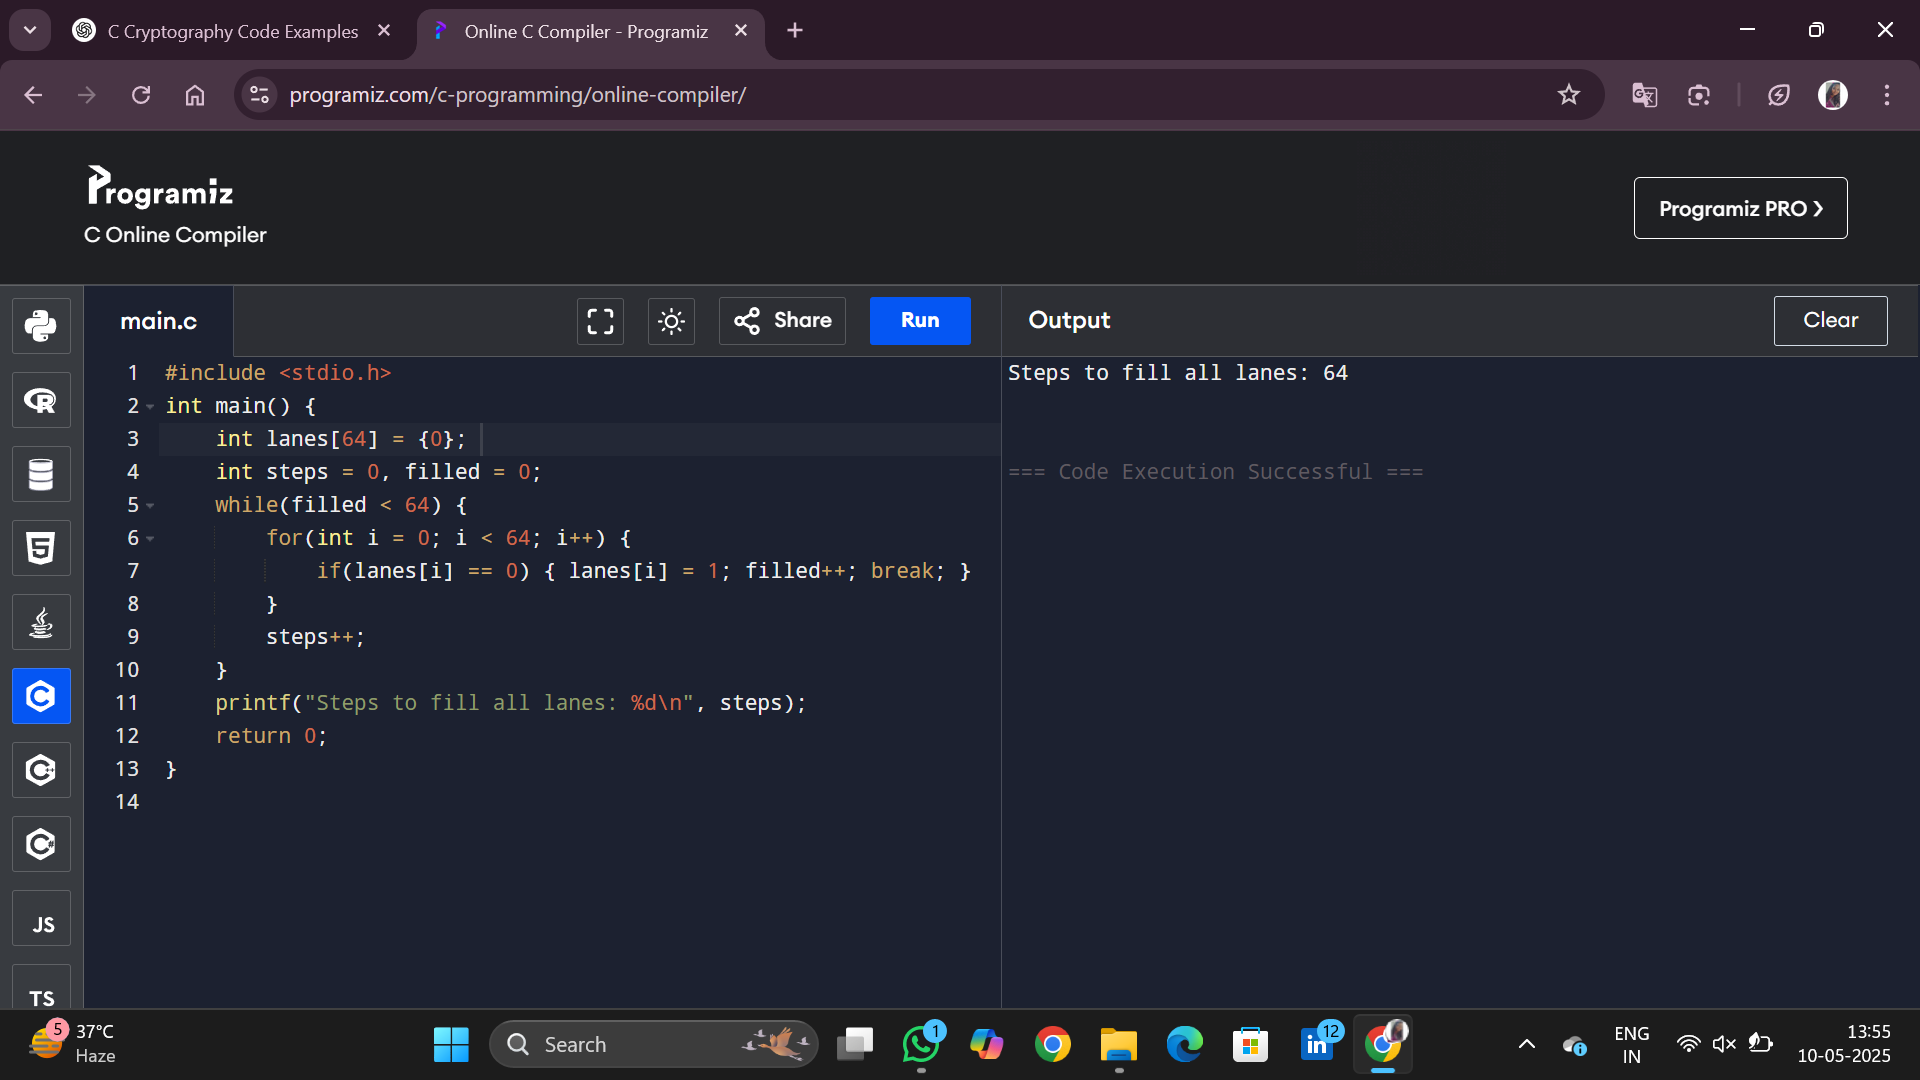 C Cryptography Code Examples
Online C Compiler - Programiz
programiz.com/c-programming/online-compiler/
Programiz
C Online Compiler
Programiz PRO ❯
main.c
Share
Run
Output
Clear
1 #include <stdio.h>
2 int main() {
3 int lanes[64] = {0};
4 int steps = 0, filled = 0;
5 while(filled < 64) {
6 for(int i = 0; i < 64; i++) {
7 if(lanes[i] == 0) { lanes[i] = 1; filled++; break; }
8 }
9 steps++;
10 }
11 printf("Steps to fill all lanes: %d\n", steps);
12 return 0;
13 }
14
Steps to fill all lanes: 64
=== Code Execution Successful ===
JS
TS
5
37°C
Haze
Search
1
12
ENG
IN
13:55
10-05-2025